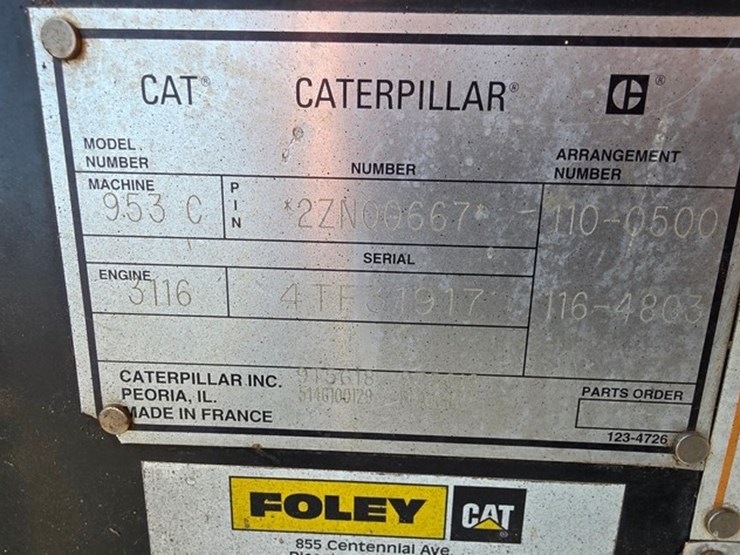 CAT® CATERPILLAR® C®
MODEL NUMBER
NUMBER
ARRANGEMENT NUMBER
MACHINE
953 C
PIN
*2ZN00667*
110-0500
SERIAL
ENGINE
3116
116-4803
CATERPILLAR INC.
PEORIA, IL.
MADE IN FRANCE
PARTS ORDER
123-4726
FOLEY CAT
855 Centennial Ave.